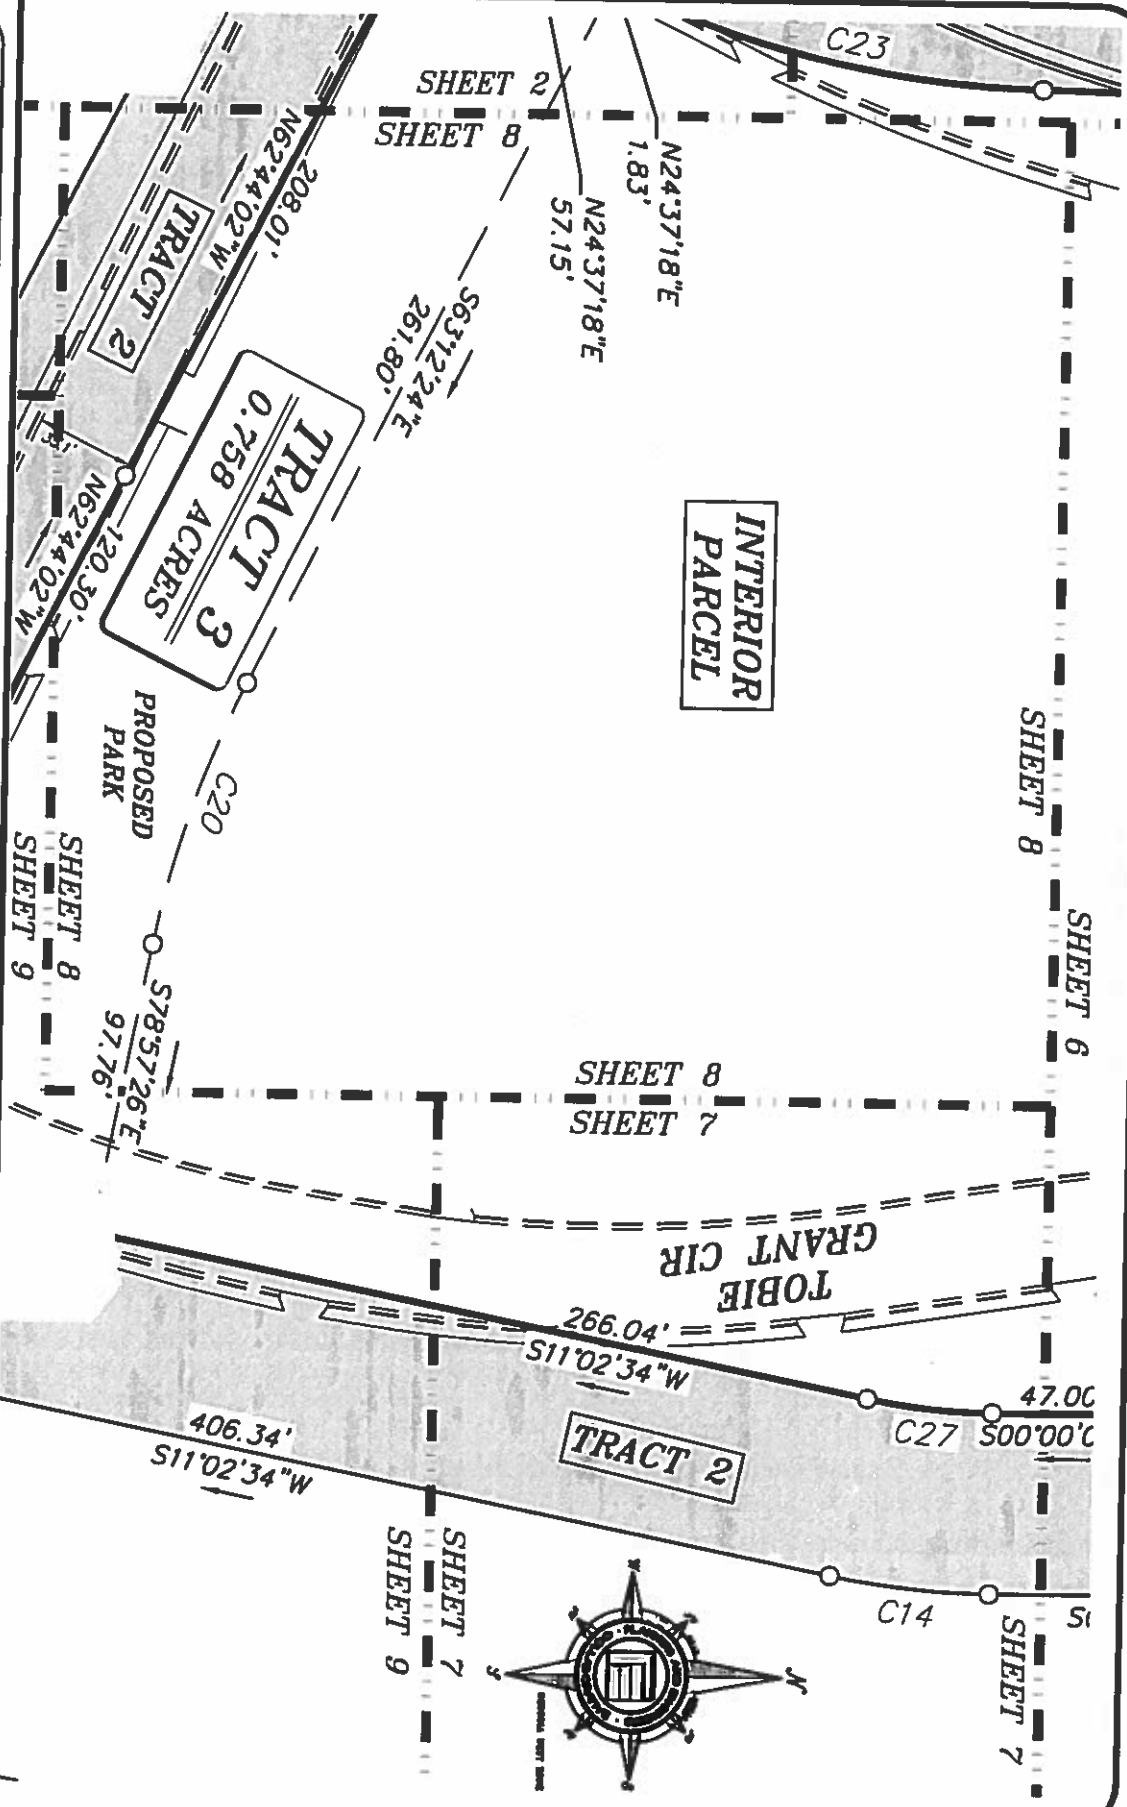 C23
SHEET 2
SHEET 8
N24°37'18"E
1.83'
N24°37'18"E
57.15'
208.01'
N62°44'02"W
TRACT 2
S63°12'24"E
261.80'
TRACT 3
0.758 ACRES
INTERIOR
PARCEL
120.30'
N62°44'02"W
PROPOSED
PARK
C20
SHEET 8
SHEET 6
SHEET 8
SHEET 9
S78°57'26"E
97.76'
SHEET 8
SHEET 7
TOBIE
GRANT CIR
266.04'
S11°02'34"W
47.00
S00°00'0
C27
TRACT 2
406.34'
S11°02'34"W
C14
S
SHEET 7
SHEET 9
SHEET 7
N
S